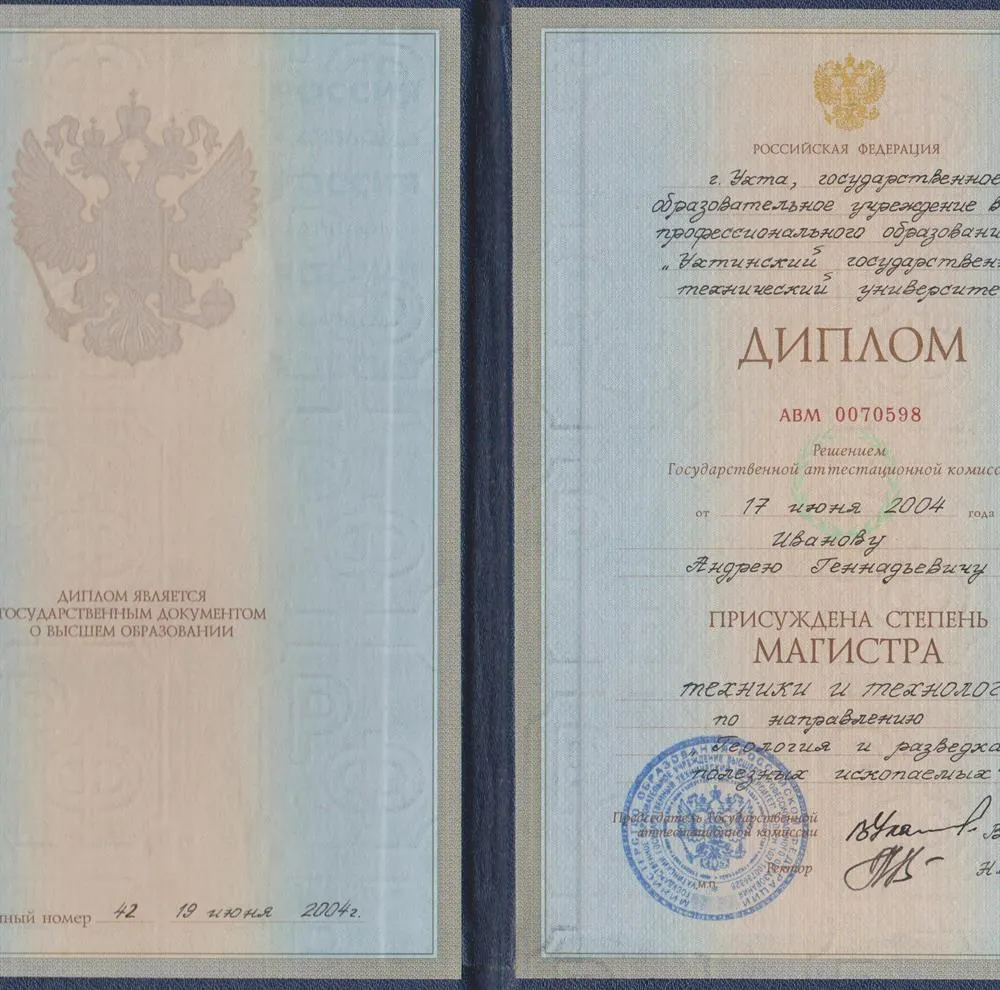 ДИПЛОМ ЯВЛЯЕТСЯ
ГОСУДАРСТВЕННЫМ ДОКУМЕНТОМ
О ВЫСШЕМ ОБРАЗОВАНИИ
номер 42 19 июня 2004г.
РОССИЙСКАЯ ФЕДЕРАЦИЯ
г. Ухта, государственное
образовательное учреждение в
профессионального образовани
„Ухтинский государствен
технический университе
ДИПЛОМ
АВМ 0070598
Решением
Государственной аттестационной комисс
от 17 июня 2004 года
Иванову
Андрею Геннадьевичу
ПРИСУЖДЕНА СТЕПЕНЬ
МАГИСТРА
техники и технолог
по направлению
Геология и разведка
полезных ископаемых"
Председатель Государственной
аттестационной комиссии
Ректор
М.П.